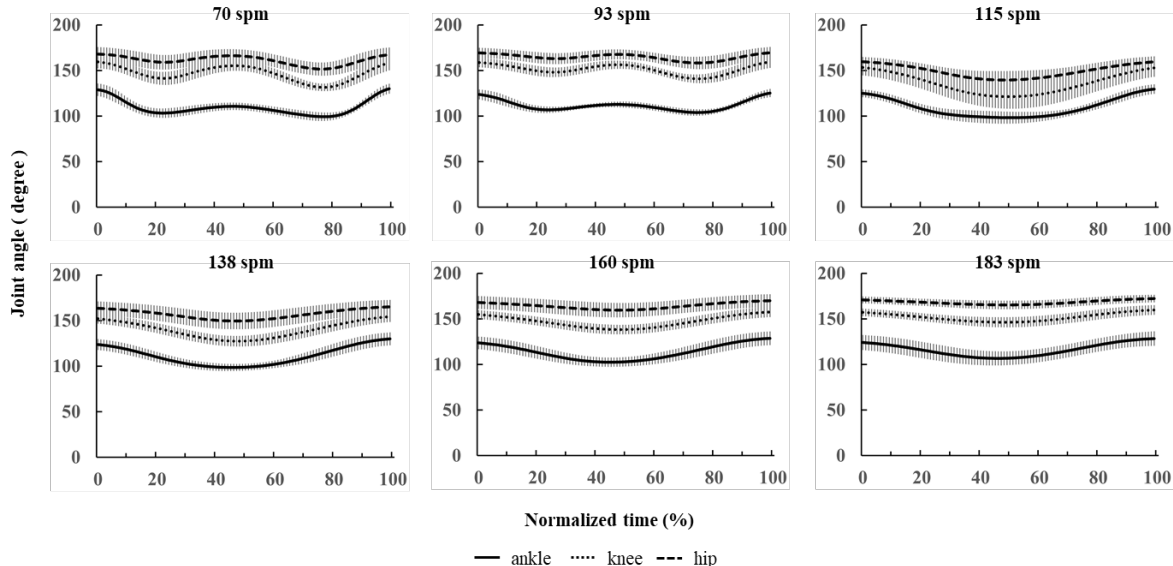 70 spm 93 spm 115 spm
200 200 200
150 150 150
100 100 100
50 50 50
0 0 0
0 20 40 60 80 100 0 20 40 60 80 100 0 20 40 60 80 100
138 spm 160 spm 183 spm
200 200 200
150 150 150
100 100 100
50 50 50
0 0 0
0 20 40 60 80 100 0 20 40 60 80 100 0 20 40 60 80 100
Joint angle ( degree )
Normalized time (%)
ankle knee hip